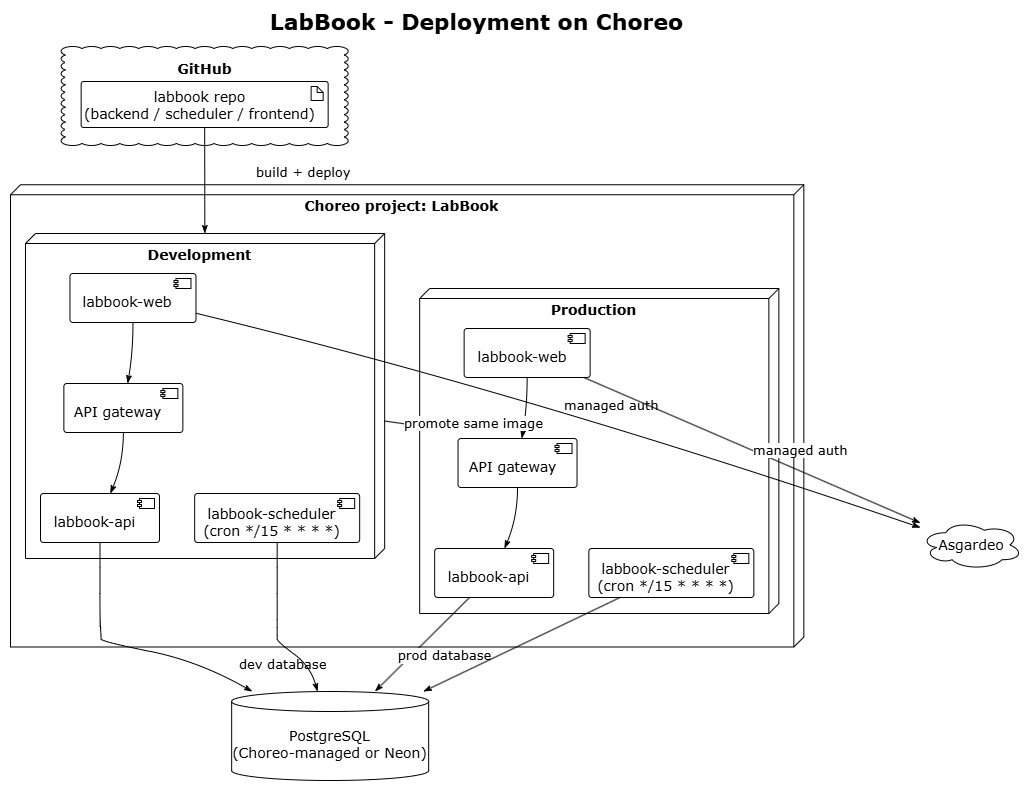 LabBook - Deployment on Choreo
GitHub
labbook repo
(backend / scheduler / frontend)
build + deploy
Choreo project: LabBook
Development
labbook-web
API gateway
labbook-api
labbook-scheduler
(cron */15 * * * *)
promote same image
Production
labbook-web
managed auth
managed auth
API gateway
labbook-api
labbook-scheduler
(cron */15 * * * *)
Asgardeo
dev database
prod database
PostgreSQL
(Choreo-managed or Neon)